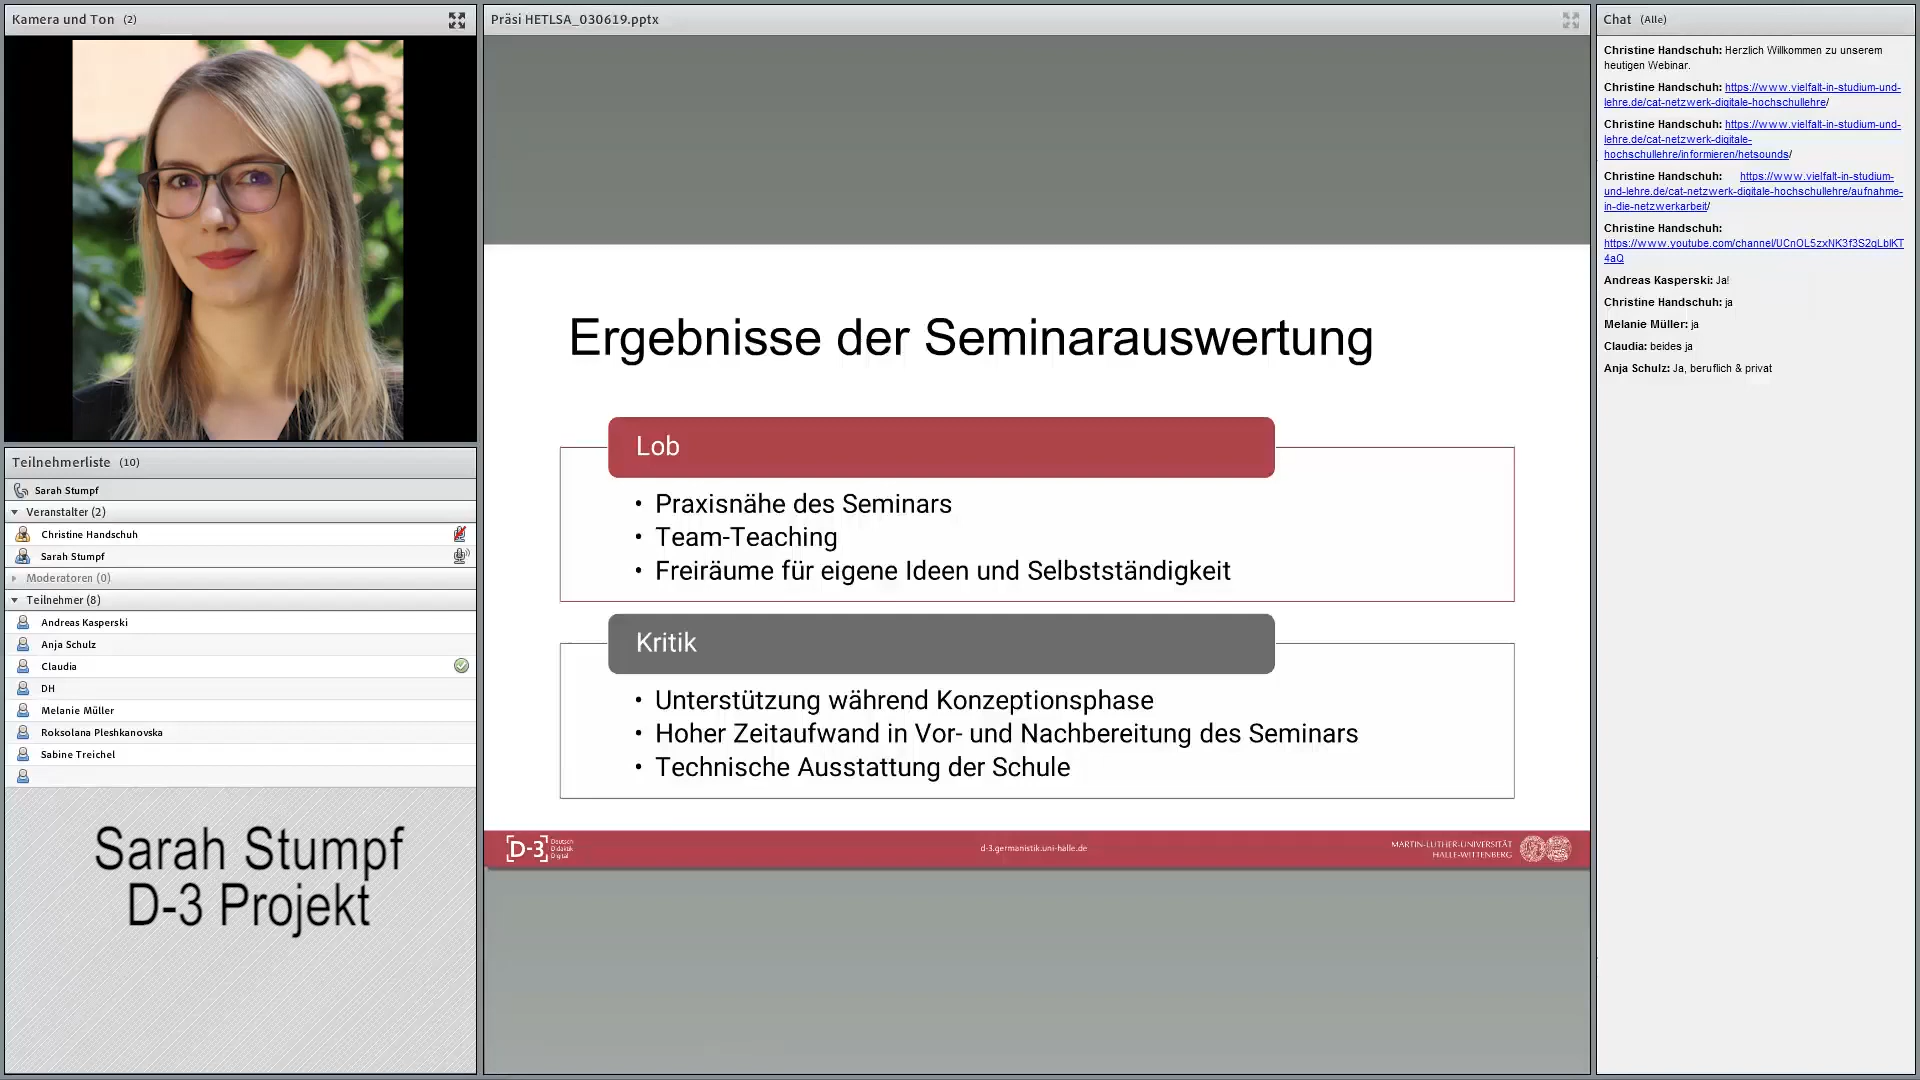 Kamera und Ton (2)
Teilnehmerliste (10)
Sarah Stumpf
Veranstalter (2)
Christine Handschuh
Sarah Stumpf
Moderatoren (0)
Teilnehmer (8)
Andreas Kasperski
Anja Schulz
Claudia
DH
Melanie Müller
Roksolana Pleshkanovska
Sabine Treichel
Sarah Stumpf
D-3 Projekt
Präsi HETLSA_030619.pptx
Ergebnisse der Seminarauswertung
Lob
• Praxisnähe des Seminars
• Team-Teaching
• Freiräume für eigene Ideen und Selbstständigkeit
Kritik
• Unterstützung während Konzeptionsphase
• Hoher Zeitaufwand in Vor- und Nachbereitung des Seminars
• Technische Ausstattung der Schule
[D-3]
Deutsch
Didaktik
Digital
d-3.germanistik.uni-halle.de
MARTIN-LUTHER-UNIVERSITÄT
HALLE-WITTENBERG
Chat (Alle)
Christine Handschuh: Herzlich Willkommen zu unserem
heutigen Webinar.
Christine Handschuh: https://www.vielfalt-in-studium-und-
lehre.de/cat-netzwerk-digitale-hochschullehre/
Christine Handschuh: https://www.vielfalt-in-studium-und-
lehre.de/cat-netzwerk-digitale-
hochschullehre/informieren/hetsounds/
Christine Handschuh: https://www.vielfalt-in-studium-
und-lehre.de/cat-netzwerk-digitale-hochschullehre/aufnahme-
in-die-netzwerkarbeit/
Christine Handschuh:
https://www.youtube.com/channel/UCnOL5zxNK3f3S2qLblKT
4aQ
Andreas Kasperski: Ja!
Christine Handschuh: ja
Melanie Müller: ja
Claudia: beides ja
Anja Schulz: Ja, beruflich & privat